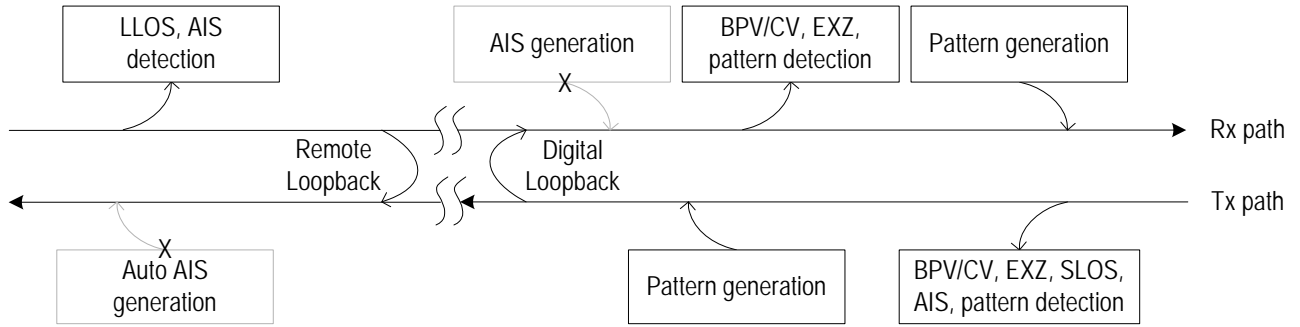 LLOS, AIS
detection
AIS generation
BPV/CV, EXZ,
pattern detection
Pattern generation
X
Rx path
Remote
Loopback
Digital
Loopback
Tx path
X
Auto AIS
generation
Pattern generation
BPV/CV, EXZ, SLOS,
AIS, pattern detection